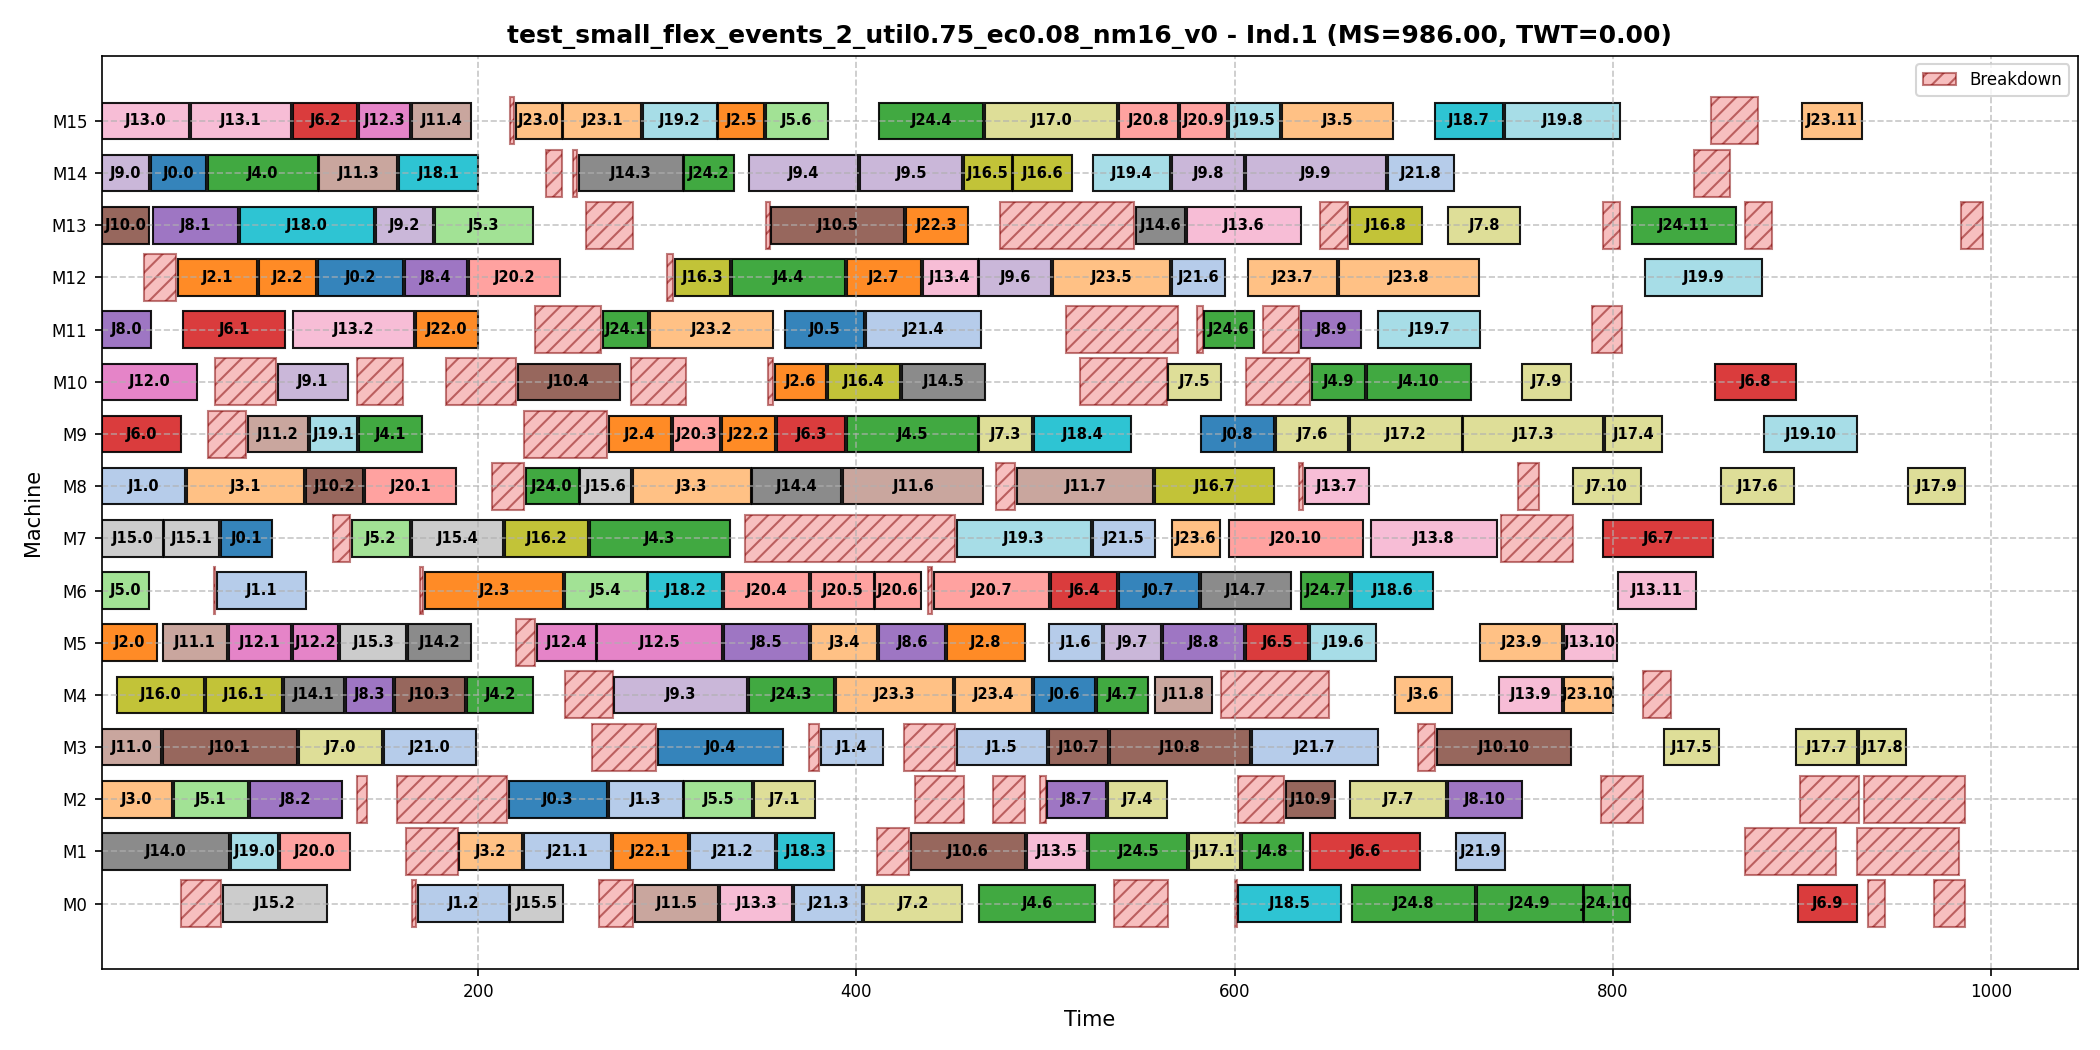 test_small_flex_events_2_util0.75_ec0.08_nm16_v0 - Ind.1 (MS=986.00, TWT=0.00)
Breakdown
M15 J13.0 J13.1 J6.2 J12.3 J11.4 J23.0 J23.1 J19.2 J2.5 J5.6 J24.4 J17.0 J20.8 J20.9 J19.5 J3.5 J18.7 J19.8 J23.11
M14 J9.0 J0.0 J4.0 J11.3 J18.1 J14.3 J24.2 J9.4 J9.5 J16.5 J16.6 J19.4 J9.8 J9.9 J21.8
M13 J10.0 J8.1 J18.0 J9.2 J5.3 J10.5 J22.3 J14.6 J13.6 J16.8 J7.8 J24.11
M12 J2.1 J2.2 J0.2 J8.4 J20.2 J16.3 J4.4 J2.7 J13.4 J9.6 J23.5 J21.6 J23.7 J23.8 J19.9
M11 J8.0 J6.1 J13.2 J22.0 J24.1 J23.2 J0.5 J21.4 J24.6 J8.9 J19.7
M10 J12.0 J9.1 J10.4 J2.6 J16.4 J14.5 J7.5 J4.9 J4.10 J7.9 J6.8
M9 J6.0 J11.2 J19.1 J4.1 J2.4 J20.3 J22.2 J6.3 J4.5 J7.3 J18.4 J0.8 J7.6 J17.2 J17.3 J17.4 J19.10
M8 J1.0 J3.1 J10.2 J20.1 J24.0 J15.6 J3.3 J14.4 J11.6 J11.7 J16.7 J13.7 J7.10 J17.6 J17.9
M7 J15.0 J15.1 J0.1 J5.2 J15.4 J16.2 J4.3 J19.3 J21.5 J23.6 J20.10 J13.8 J6.7
M6 J5.0 J1.1 J2.3 J5.4 J18.2 J20.4 J20.5 J20.6 J20.7 J6.4 J0.7 J14.7 J24.7 J18.6 J13.11
M5 J2.0 J11.1 J12.1 J12.2 J15.3 J14.2 J12.4 J12.5 J8.5 J3.4 J8.6 J2.8 J1.6 J9.7 J8.8 J6.5 J19.6 J23.9 J13.10
M4 J16.0 J16.1 J14.1 J8.3 J10.3 J4.2 J9.3 J24.3 J23.3 J23.4 J0.6 J4.7 J11.8 J3.6 J13.9 J23.10
M3 J11.0 J10.1 J7.0 J21.0 J0.4 J1.4 J1.5 J10.7 J10.8 J21.7 J10.10 J17.5 J17.7 J17.8
M2 J3.0 J5.1 J8.2 J0.3 J1.3 J5.5 J7.1 J8.7 J7.4 J10.9 J7.7 J8.10
M1 J14.0 J19.0 J20.0 J3.2 J21.1 J22.1 J21.2 J18.3 J10.6 J13.5 J24.5 J17.1 J4.8 J6.6 J21.9
M0 J15.2 J1.2 J15.5 J11.5 J13.3 J21.3 J7.2 J4.6 J18.5 J24.8 J24.9 J24.10 J6.9
Machine
200 400 600 800 1000
Time